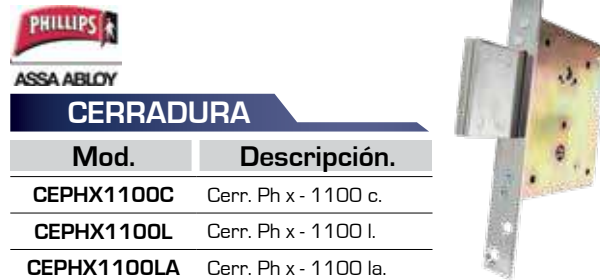 PHILLIPS
ASSA ABLOY
CERRADURA
Mod. Descripción.
CEPHX1100C Cerr. Ph x - 1100 c.
CEPHX1100L Cerr. Ph x - 1100 l.
CEPHX1100LA Cerr. Ph x - 1100 la.